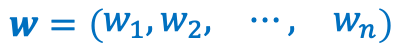 w = (w₁, w₂, ⋯, wₙ)